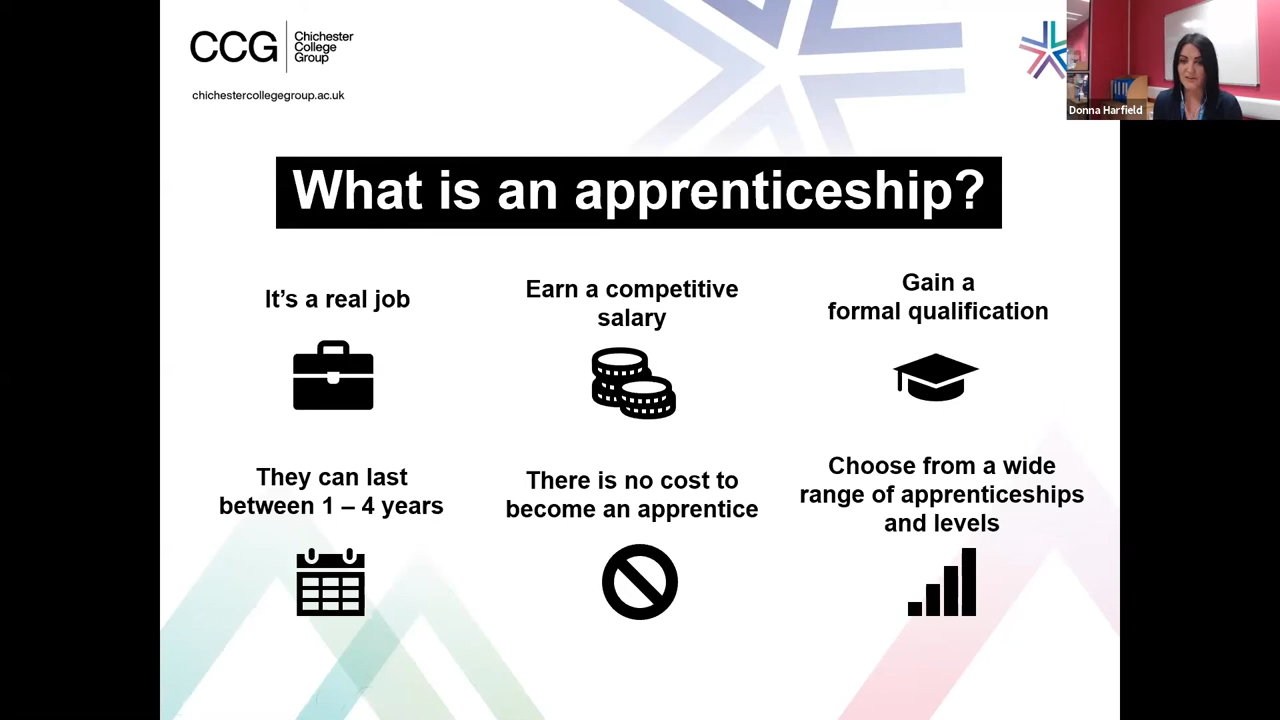 CCG
Chichester
College
Group
chichestercollegegroup.ac.uk
Donna Harfield
What is an apprenticeship?
It's a real job
Earn a competitive
salary
Gain a
formal qualification
They can last
between 1 – 4 years
There is no cost to
become an apprentice
Choose from a wide
range of apprenticeships
and levels